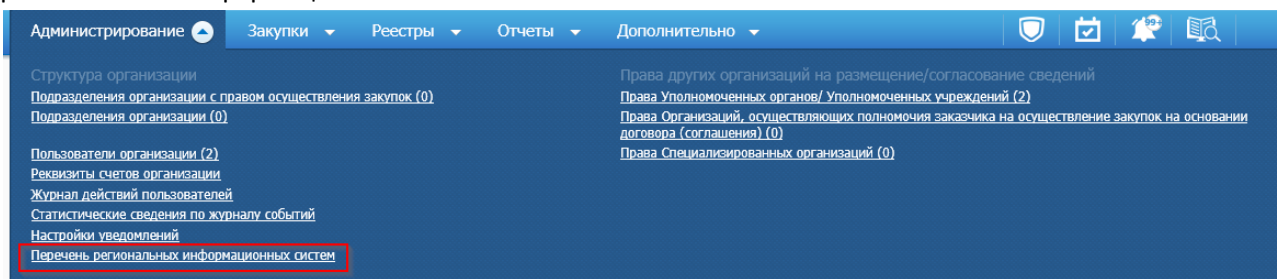 Администрирование
Закупки
Реестры
Отчеты
Дополнительно
99+
Структура организации
Подразделения организации с правом осуществления закупок (0)
Подразделения организации (0)
Пользователи организации (2)
Реквизиты счетов организации
Журнал действий пользователей
Статистические сведения по журналу событий
Настройки уведомлений
Перечень региональных информационных систем
Права других организаций на размещение/согласование сведений
Права Уполномоченных органов/ Уполномоченных учреждений (2)
Права Организаций, осуществляющих полномочия заказчика на осуществление закупок на основании
договора (соглашения) (0)
Права Специализированных организаций (0)